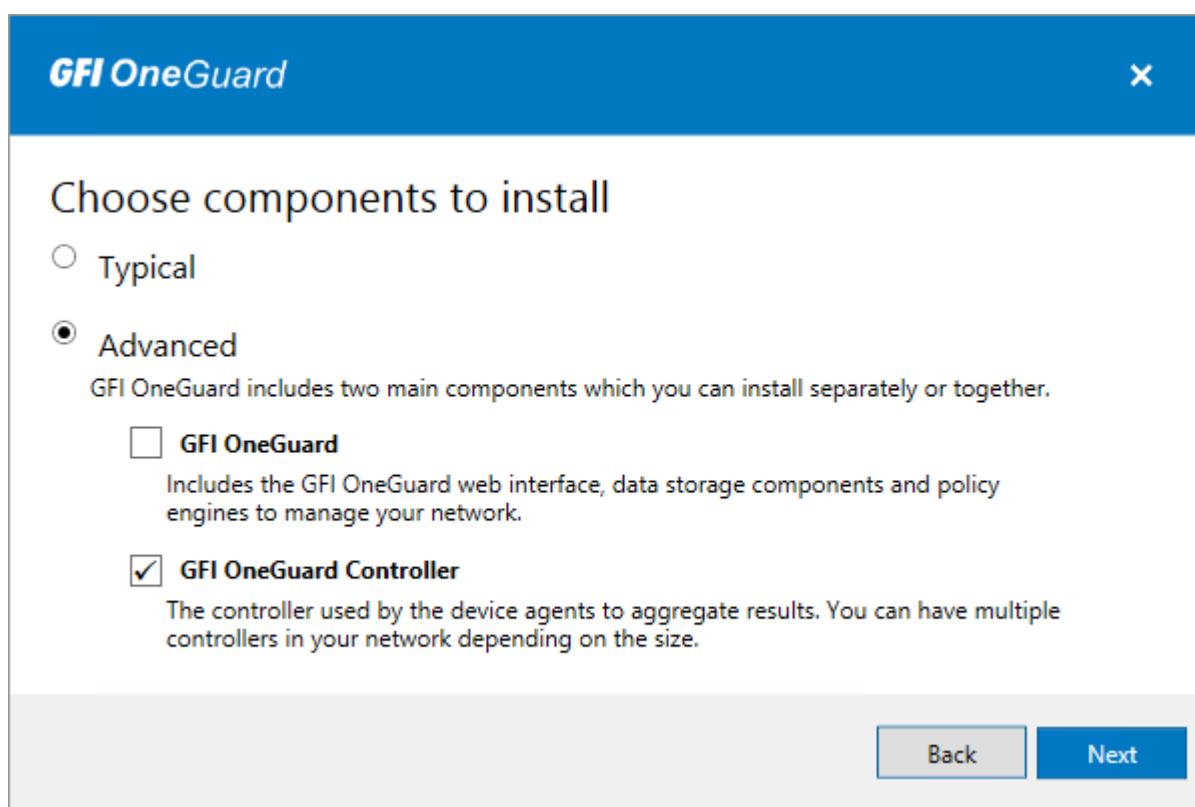 GFI OneGuard
Choose components to install
Typical
Advanced
GFI OneGuard includes two main components which you can install separately or together.
GFI OneGuard
Includes the GFI OneGuard web interface, data storage components and policy
engines to manage your network.
GFI OneGuard Controller
The controller used by the device agents to aggregate results. You can have multiple
controllers in your network depending on the size.
Back Next